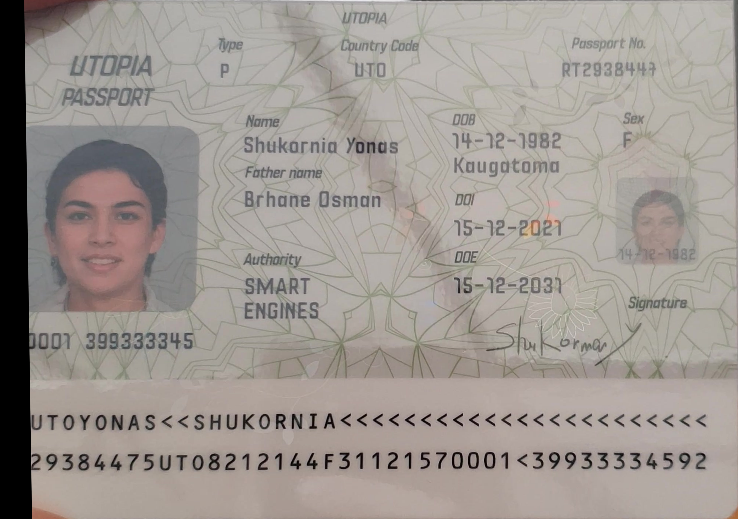 UTOPIA
Type
Country Code
Passport No.
UTOPIA
PASSPORT
P
UTO
RT2938447
Name
Shukornia Yonas
DOB
14-12-1982
Kaugatoma
Sex
F
Father name
Brhane Osman
DOI
15-12-2021
14-12-1982
Authority
SMART
ENGINES
DOE
15-12-2031
Signature
0001 399333345
UTOYONAS<<SHUKORNIA<<<<<<<<<<<<<<<<<<<<<<<
29384475UTO8212144F31121570001<39933334592